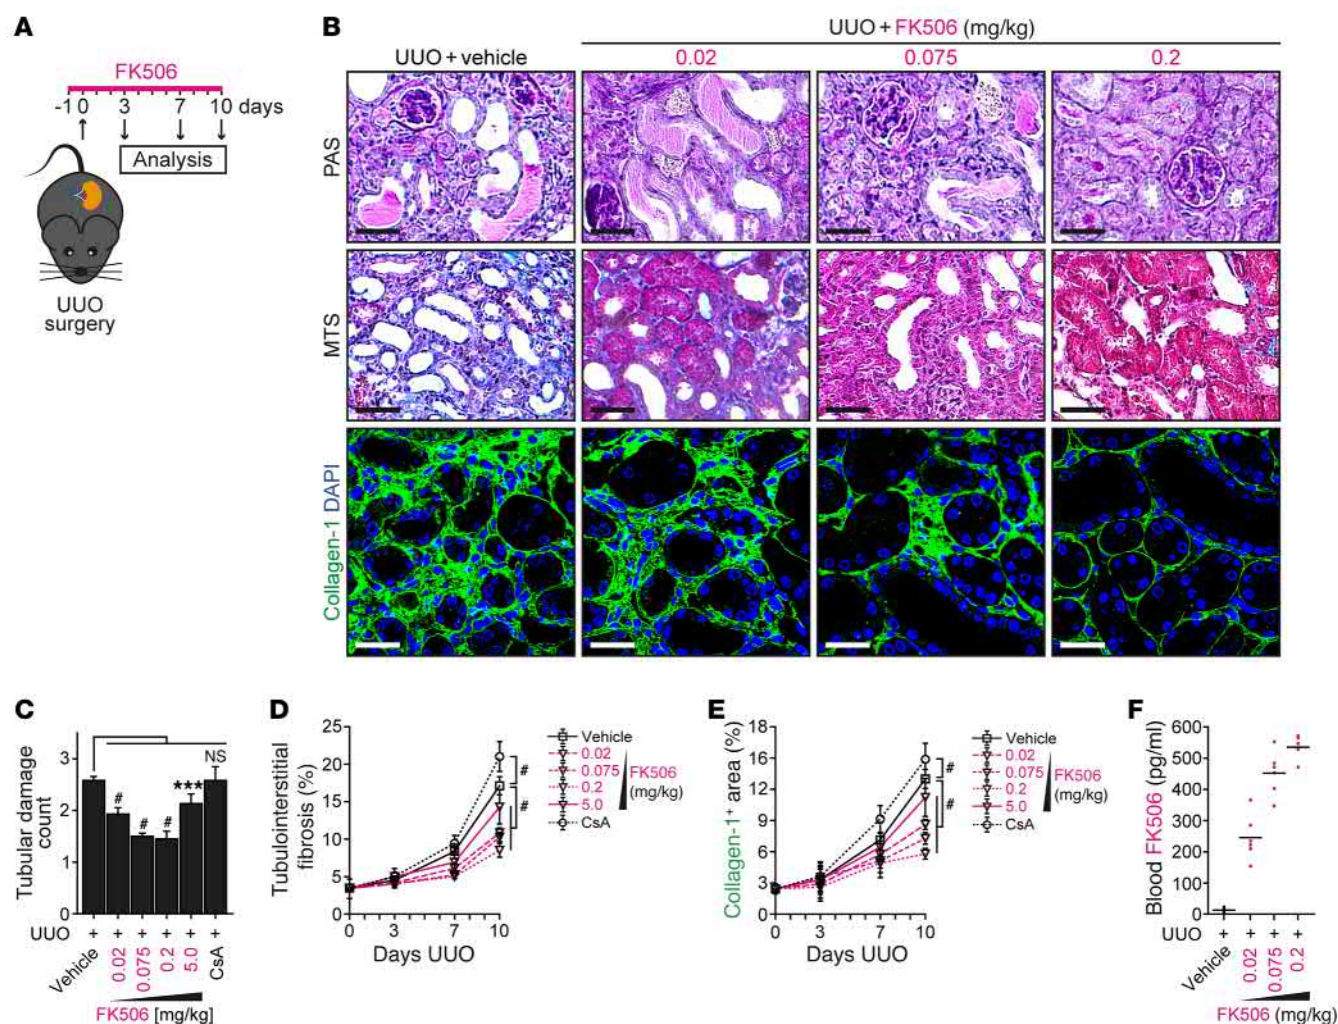 A
FK506
-1 0 3 7 10 days
Analysis
UUO
surgery
B
UUO + FK506 (mg/kg)
UUO + vehicle 0.02 0.075 0.2
PAS
MTS
Collagen-1 DAPI
C
Tubular damage
count
3
2
1
0
# # # *** NS
UUO + + + + + +
Vehicle 0.02 0.075 0.2 5.0 CsA
FK506 [mg/kg]
D
Tubulointerstitial
fibrosis (%)
25
20
15
10
5
0
0 3 7 10
Days UUO
#
#
Vehicle
0.02
0.075
0.2
5.0
CsA
FK506
(mg/kg)
E
Collagen-1+ area (%)
18
16
12
9
6
3
0
0 3 7 10
Days UUO
#
#
Vehicle
0.02
0.075
0.2
5.0
CsA
FK506
(mg/kg)
F
Blood FK506 (pg/ml)
600
500
400
300
200
100
0
UUO + + + +
Vehicle 0.02 0.075 0.2
FK506 (mg/kg)